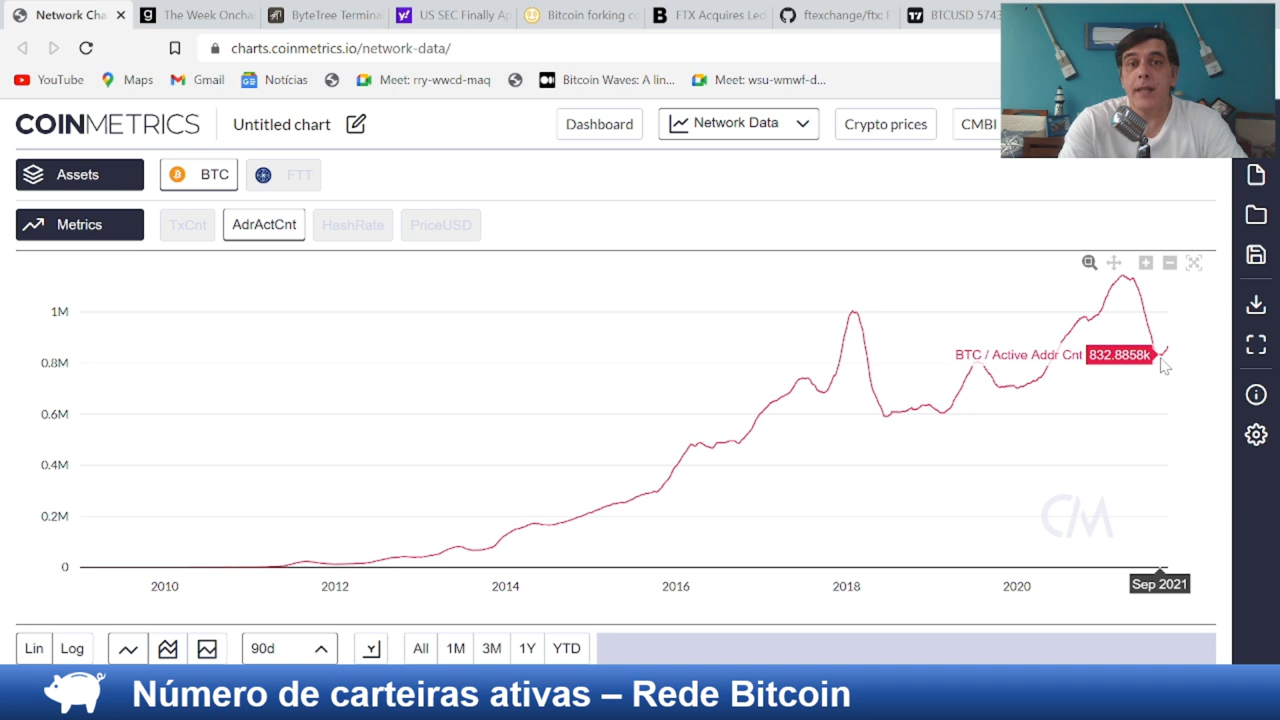 Network Cha
The Week Oncha
ByteTree Termina
US SEC Finally Ap
Bitcoin forking co
FTX Acquires Led
ftexchange/ftx: F
BTCUSD 5743
charts.coinmetrics.io/network-data/
YouTube
Maps
Gmail
Notícias
Meet: rry-wwcd-maq
Bitcoin Waves: A lin...
Meet: wsu-wmwf-d...
COINMETRICS
Untitled chart
Dashboard
Network Data
Crypto prices
CMBI
Assets
BTC
FTT
Metrics
TxCnt
AdrActCnt
HashRate
PriceUSD
1M
0.8M
0.6M
0.4M
0.2M
0
BTC / Active Addr Cnt 832.8858k
CM
2010
2012
2014
2016
2018
2020
Sep 2021
Lin
Log
90d
All
1M
3M
1Y
YTD
Número de carteiras ativas – Rede Bitcoin